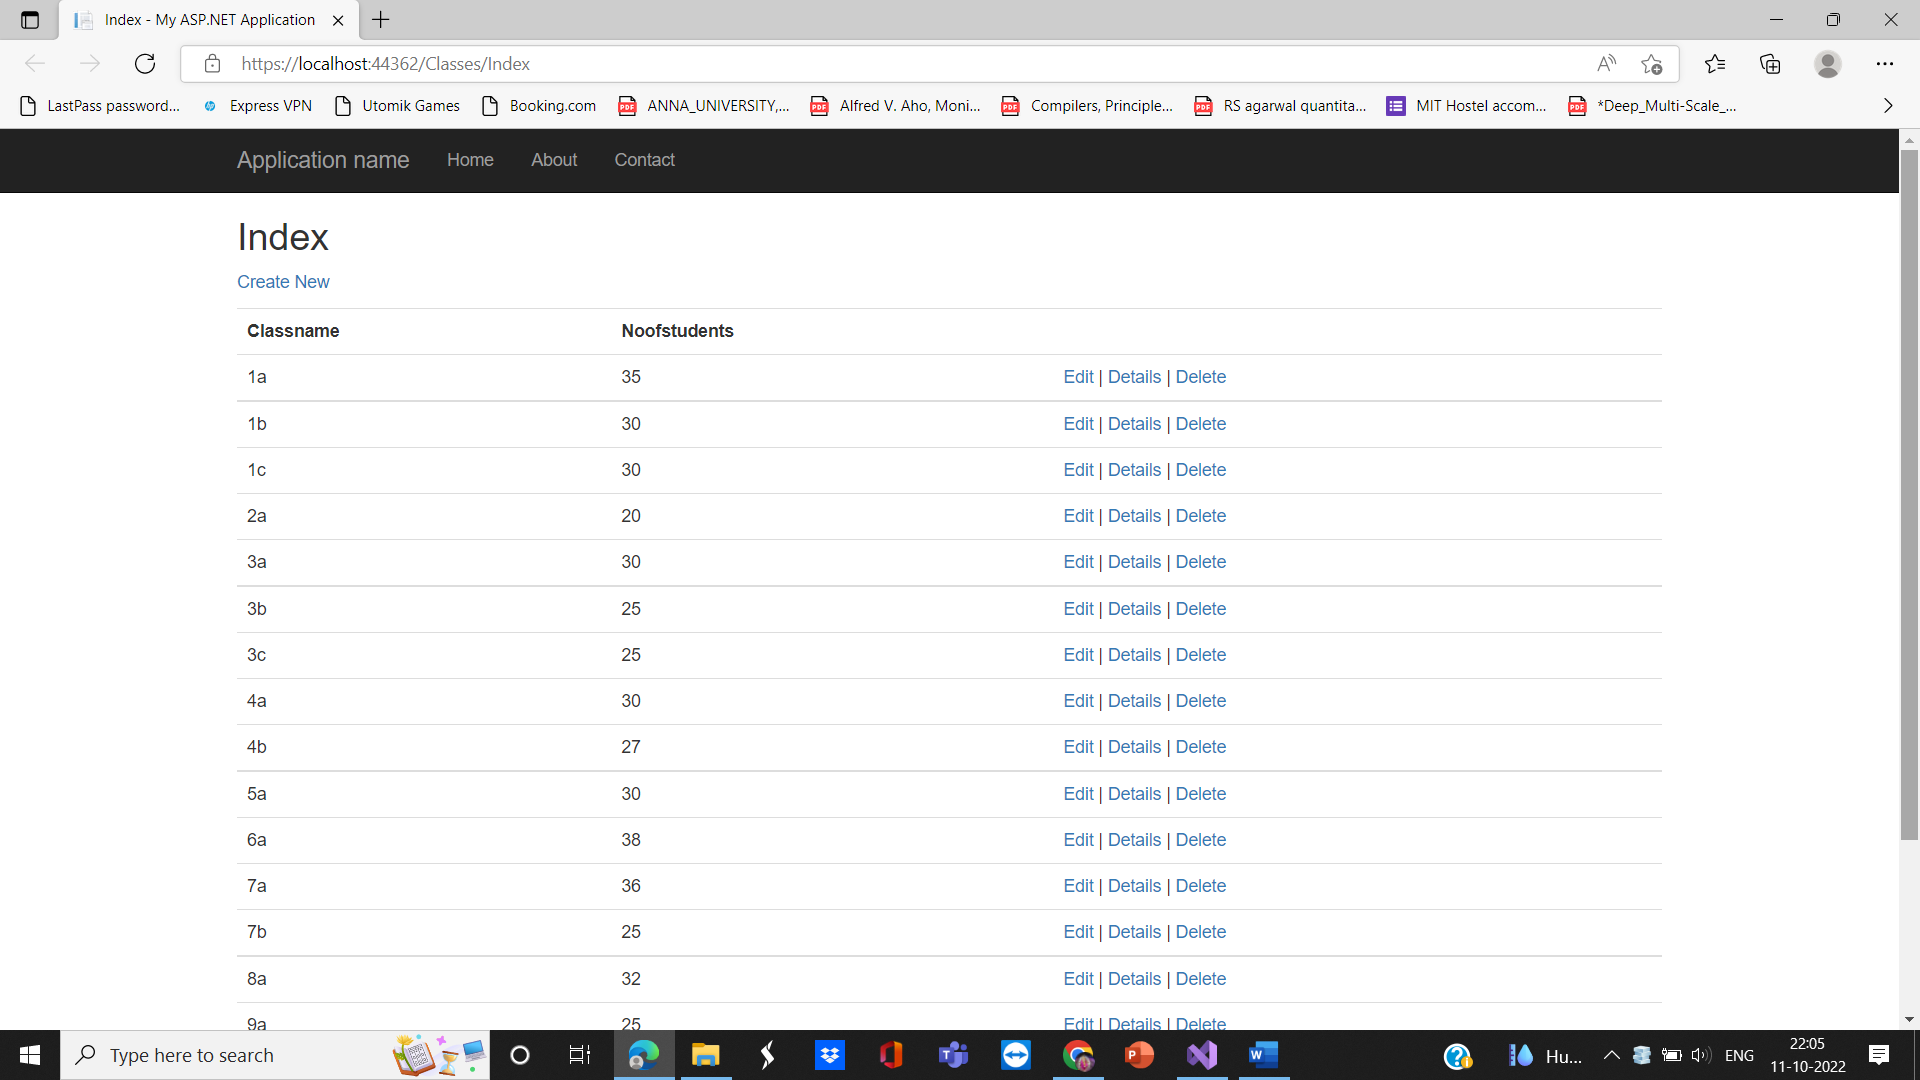 Index - My ASP.NET Application
https://localhost:44362/Classes/Index
LastPass password... Express VPN Utomik Games Booking.com ANNA_UNIVERSITY,... Alfred V. Aho, Moni... Compilers, Principle... RS agarwal quantita... MIT Hostel accom... *Deep_Multi-Scale_...
Application name Home About Contact
Index
Create New
Classname Noofstudents
1a 35 Edit | Details | Delete
1b 30 Edit | Details | Delete
1c 30 Edit | Details | Delete
2a 20 Edit | Details | Delete
3a 30 Edit | Details | Delete
3b 25 Edit | Details | Delete
3c 25 Edit | Details | Delete
4a 30 Edit | Details | Delete
4b 27 Edit | Details | Delete
5a 30 Edit | Details | Delete
6a 38 Edit | Details | Delete
7a 36 Edit | Details | Delete
7b 25 Edit | Details | Delete
8a 32 Edit | Details | Delete
9a 25 Edit | Details | Delete
Type here to search Hu... ENG 22:05
11-10-2022